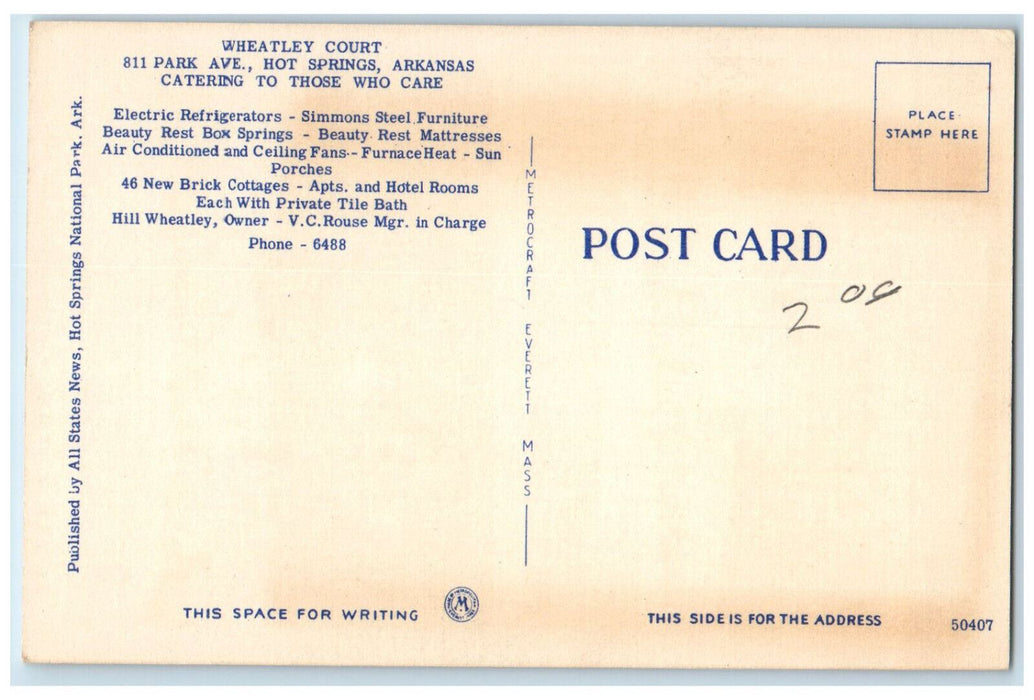 WHEATLEY COURT
811 PARK AVE., HOT SPRINGS, ARKANSAS
CATERING TO THOSE WHO CARE
Electric Refrigerators - Simmons Steel Furniture
Beauty Rest Box Springs - Beauty Rest Mattresses
Air Conditioned and Ceiling Fans - Furnace Heat - Sun
Porches
46 New Brick Cottages - Apts. and Hotel Rooms
Each With Private Tile Bath
Hill Wheatley, Owner - V.C.Rouse Mgr. in Charge
Phone - 6488
Published by All States News, Hot Springs National Park, Ark.
METROCRAFT EVERETT MASS
PLACE
STAMP HERE
POST CARD
2 00
THIS SPACE FOR WRITING
M
THIS SIDE IS FOR THE ADDRESS
50407